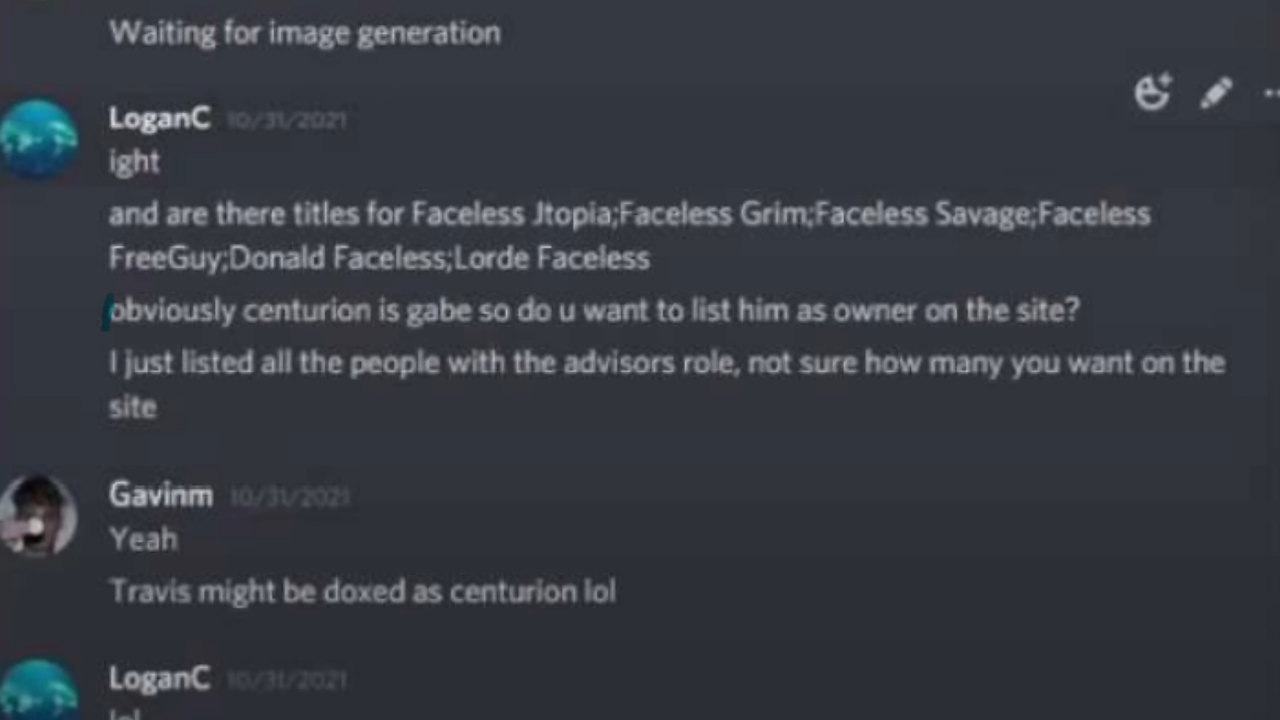 Waiting for image generation
LoganC 10/31/2021
ight
and are there titles for Faceless Jtopia;Faceless Grim;Faceless Savage;Faceless
FreeGuy;Donald Faceless;Lorde Faceless
obviously centurion is gabe so do u want to list him as owner on the site?
I just listed all the people with the advisors role, not sure how many you want on the
site
Gavinm 10/31/2021
Yeah
Travis might be doxed as centurion lol
LoganC 10/31/2021
lol